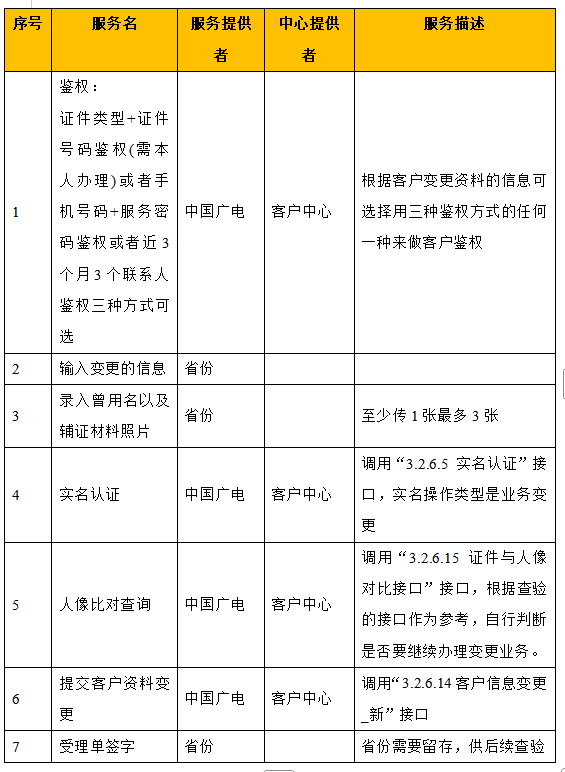 序号
服务名
服务提供
者
中心提供
者
服务描述
1
鉴权：
证件类型+证件
号码鉴权(需本
人办理)或者手
机号码+服务密
码鉴权或者近3
个月3个联系人
鉴权三种方式可
选
中国广电
客户中心
根据客户变更资料的信息可
选择用三种鉴权方式的任何
一种来做客户鉴权
2
输入变更的信息
省份
3
录入曾用名以及
辅证材料照片
省份
至少传1张最多3张
4
实名认证
中国广电
客户中心
调用“3.2.6.5 实名认证”接
口，实名操作类型是业务变
更
5
人像比对查询
中国广电
客户中心
调用“3.2.6.15 证件与人像
对比接口”接口，根据查验
的接口作为参考，自行判断
是否要继续办理变更业务。
6
提交客户资料变
更
中国广电
客户中心
调用“3.2.6.14客户信息变更
_新”接口
7
受理单签字
省份
省份需要留存，供后续查验